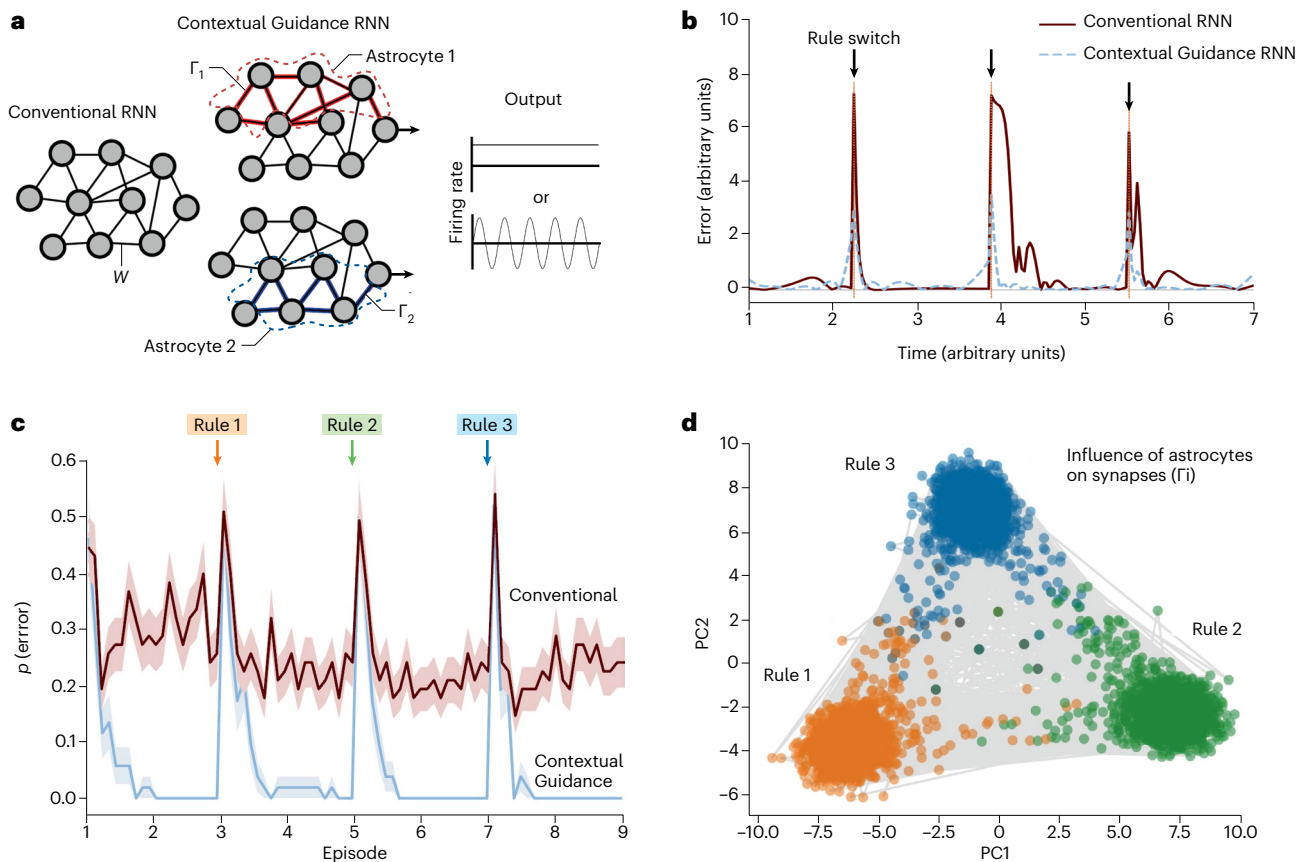 a
Contextual Guidance RNN
Γ1
Astrocyte 1
Conventional RNN
W
Output
Firing rate
or
Γ2
Astrocyte 2
b
Conventional RNN
Contextual Guidance RNN
Rule switch
Error (arbitrary units)
10
8
6
4
2
0
1 2 3 4 5 6 7
Time (arbitrary units)
c
Rule 1 Rule 2 Rule 3
p (errror)
0.6
0.5
0.4
0.3
0.2
0.1
0.0
Conventional
Contextual
Guidance
1 2 3 4 5 6 7 8 9
Episode
d
Influence of astrocytes
on synapses (Γi)
Rule 3
Rule 2
Rule 1
PC2
10
8
6
4
2
0
−2
−4
−6
−10.0 −7.5 −5.0 −2.5 0 2.5 5.0 7.5 10.0
PC1